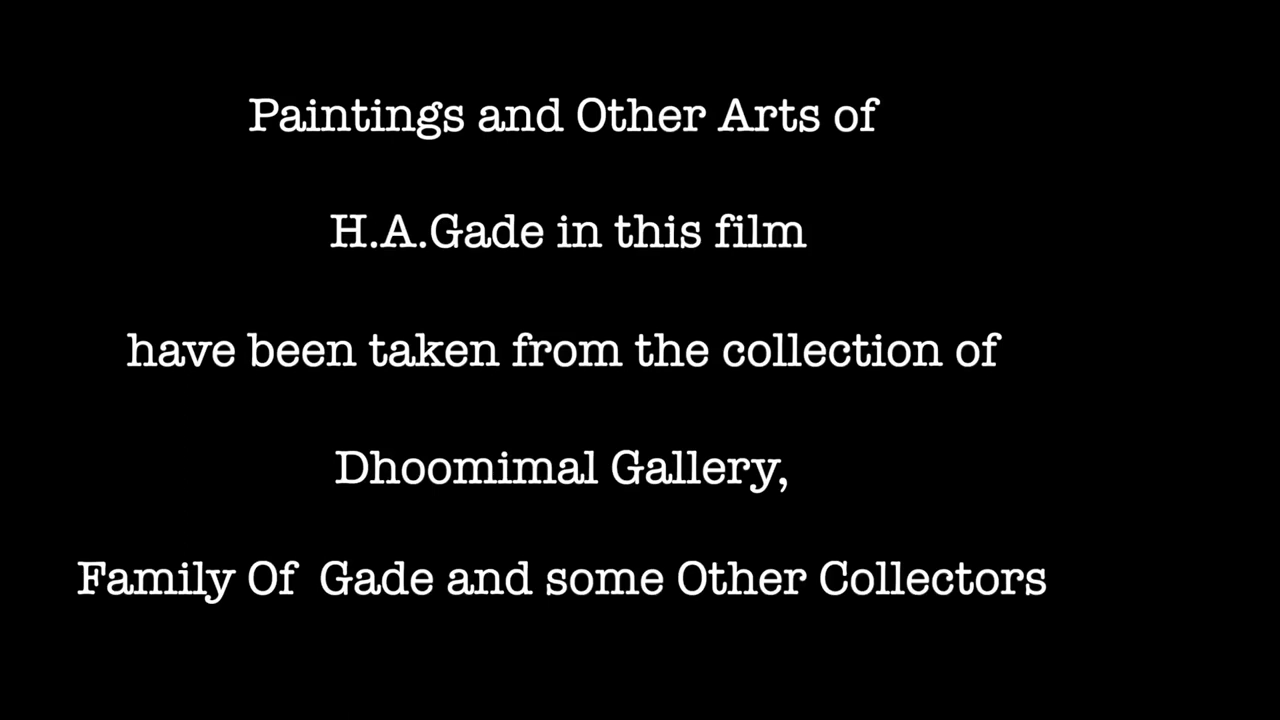 Paintings and Other Arts of
H.A.Gade in this film
have been taken from the collection of
Dhoomimal Gallery,
Family Of  Gade and some Other Collectors